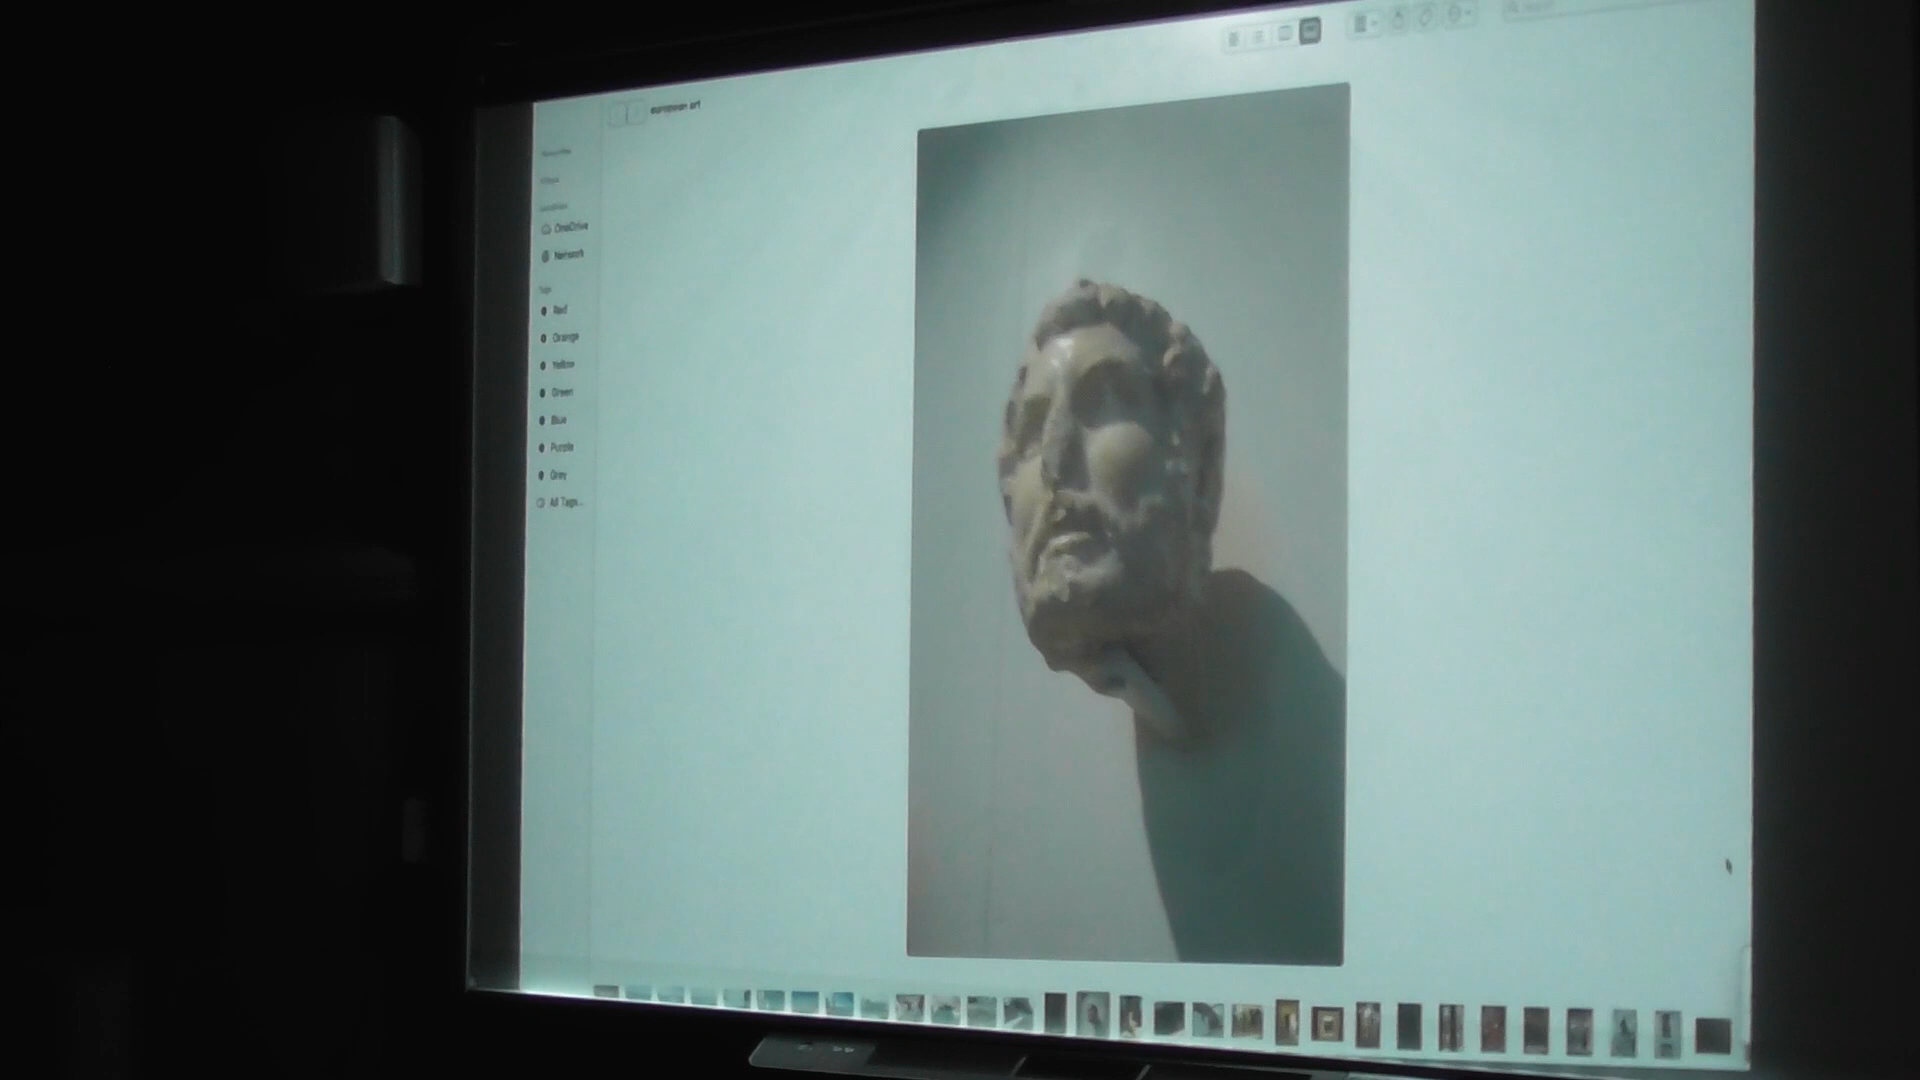 european art
OneDrive
Network
Tags
Red
Orange
Yellow
Green
Blue
Purple
Gray
All Tags...